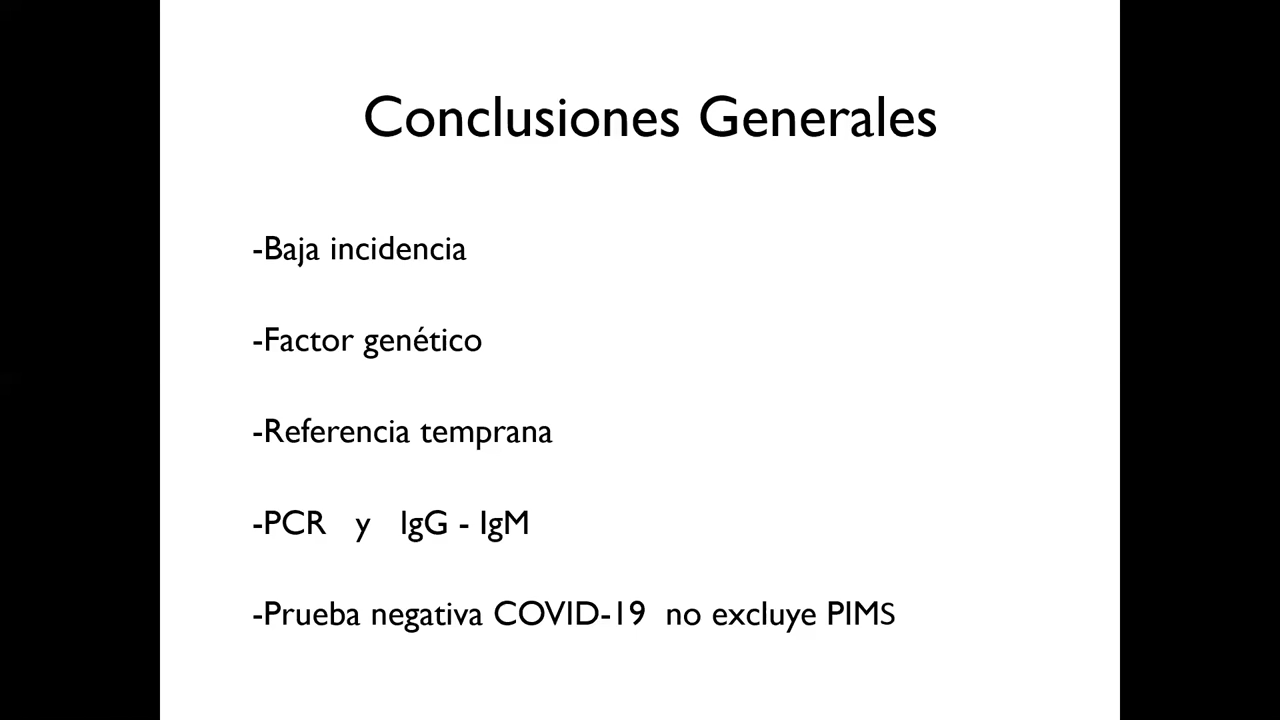 Conclusiones Generales
-Baja incidencia
-Factor genético
-Referencia temprana
-PCR y IgG - IgM
-Prueba negativa COVID-19 no excluye PIMS